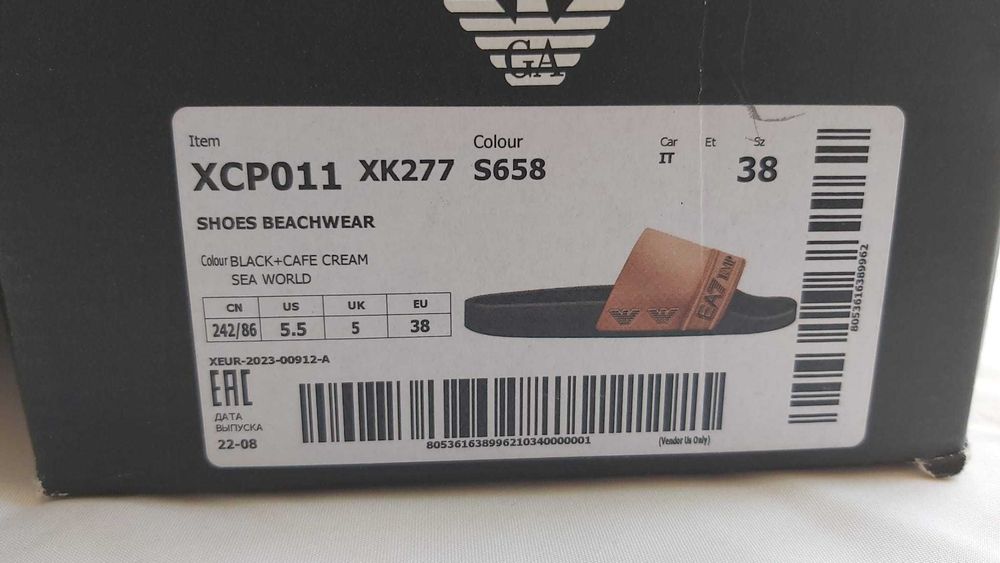 GA
Item
Colour
Car Et Sz
XCP011 XK277 S658
IT
38
SHOES BEACHWEAR
Colour BLACK+CAFE CREAM
SEA WORLD
CN US UK EU
242/86 5.5 5 38
XEUR-2023-00912-A
EAC
ДАТА
ВЫПУСКА
22-08
EA7
805361638996210340000001
(Vendor Us Only)
8053616389962